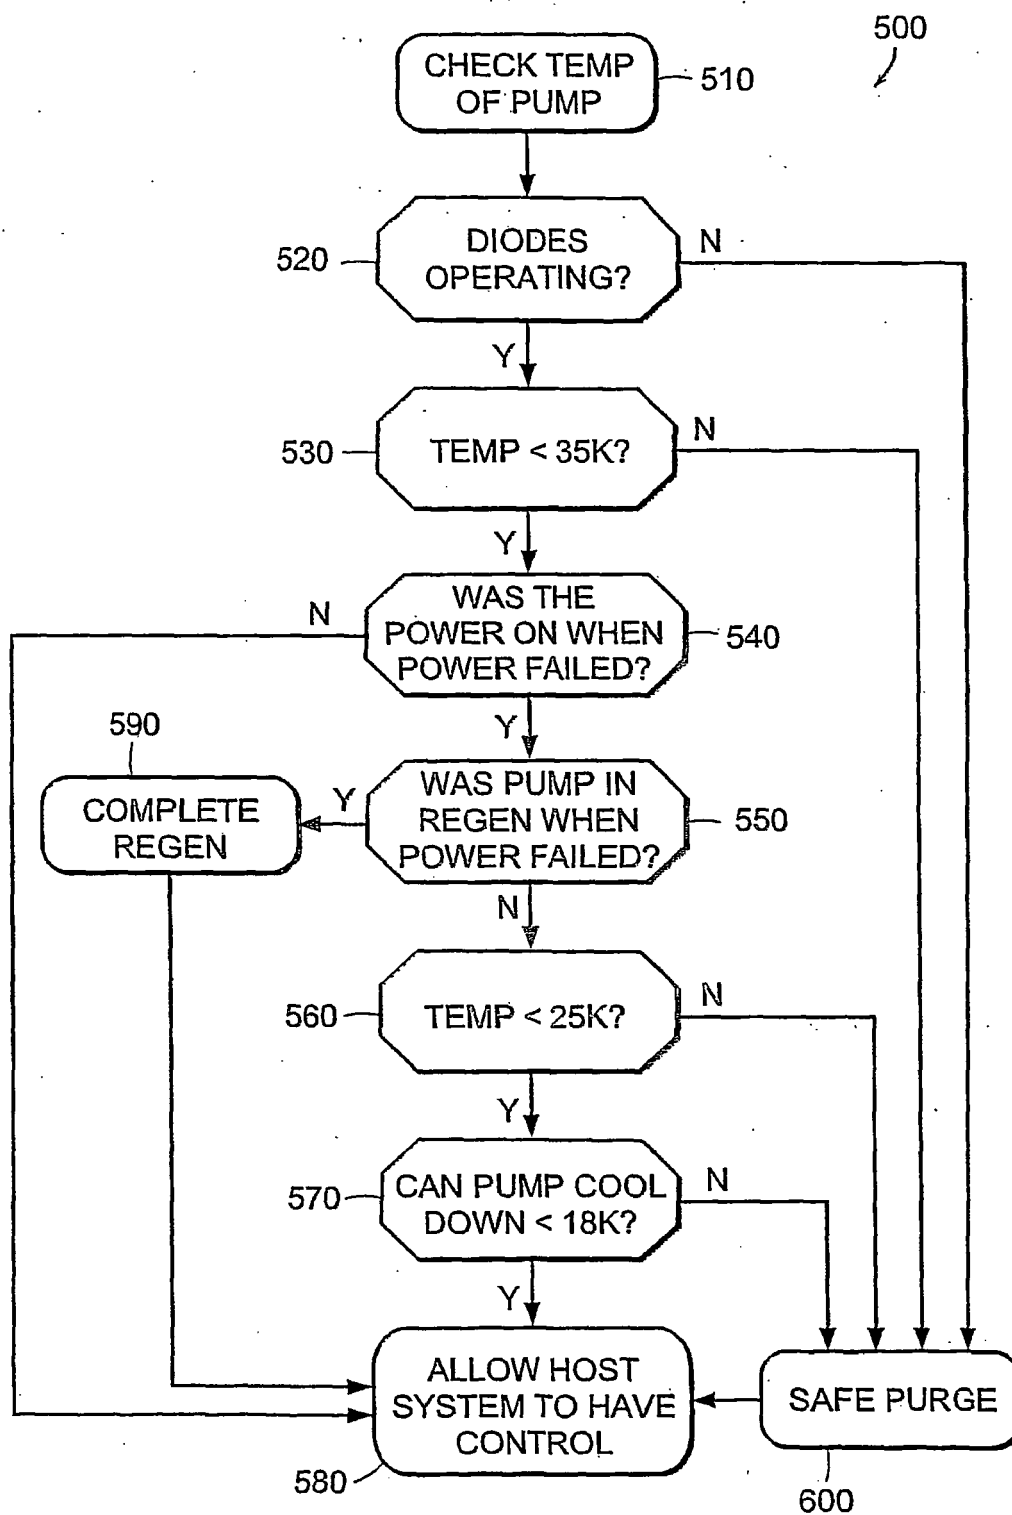 500
CHECK TEMP
OF PUMP
510
DIODES
OPERATING?
520
N
Y
TEMP < 35K?
530
N
Y
WAS THE
POWER ON WHEN
POWER FAILED?
540
N
Y
590
COMPLETE
REGEN
Y
WAS PUMP IN
REGEN WHEN
POWER FAILED?
550
N
TEMP < 25K?
560
N
Y
CAN PUMP COOL
DOWN < 18K?
570
N
Y
ALLOW HOST
SYSTEM TO HAVE
CONTROL
580
SAFE PURGE
600